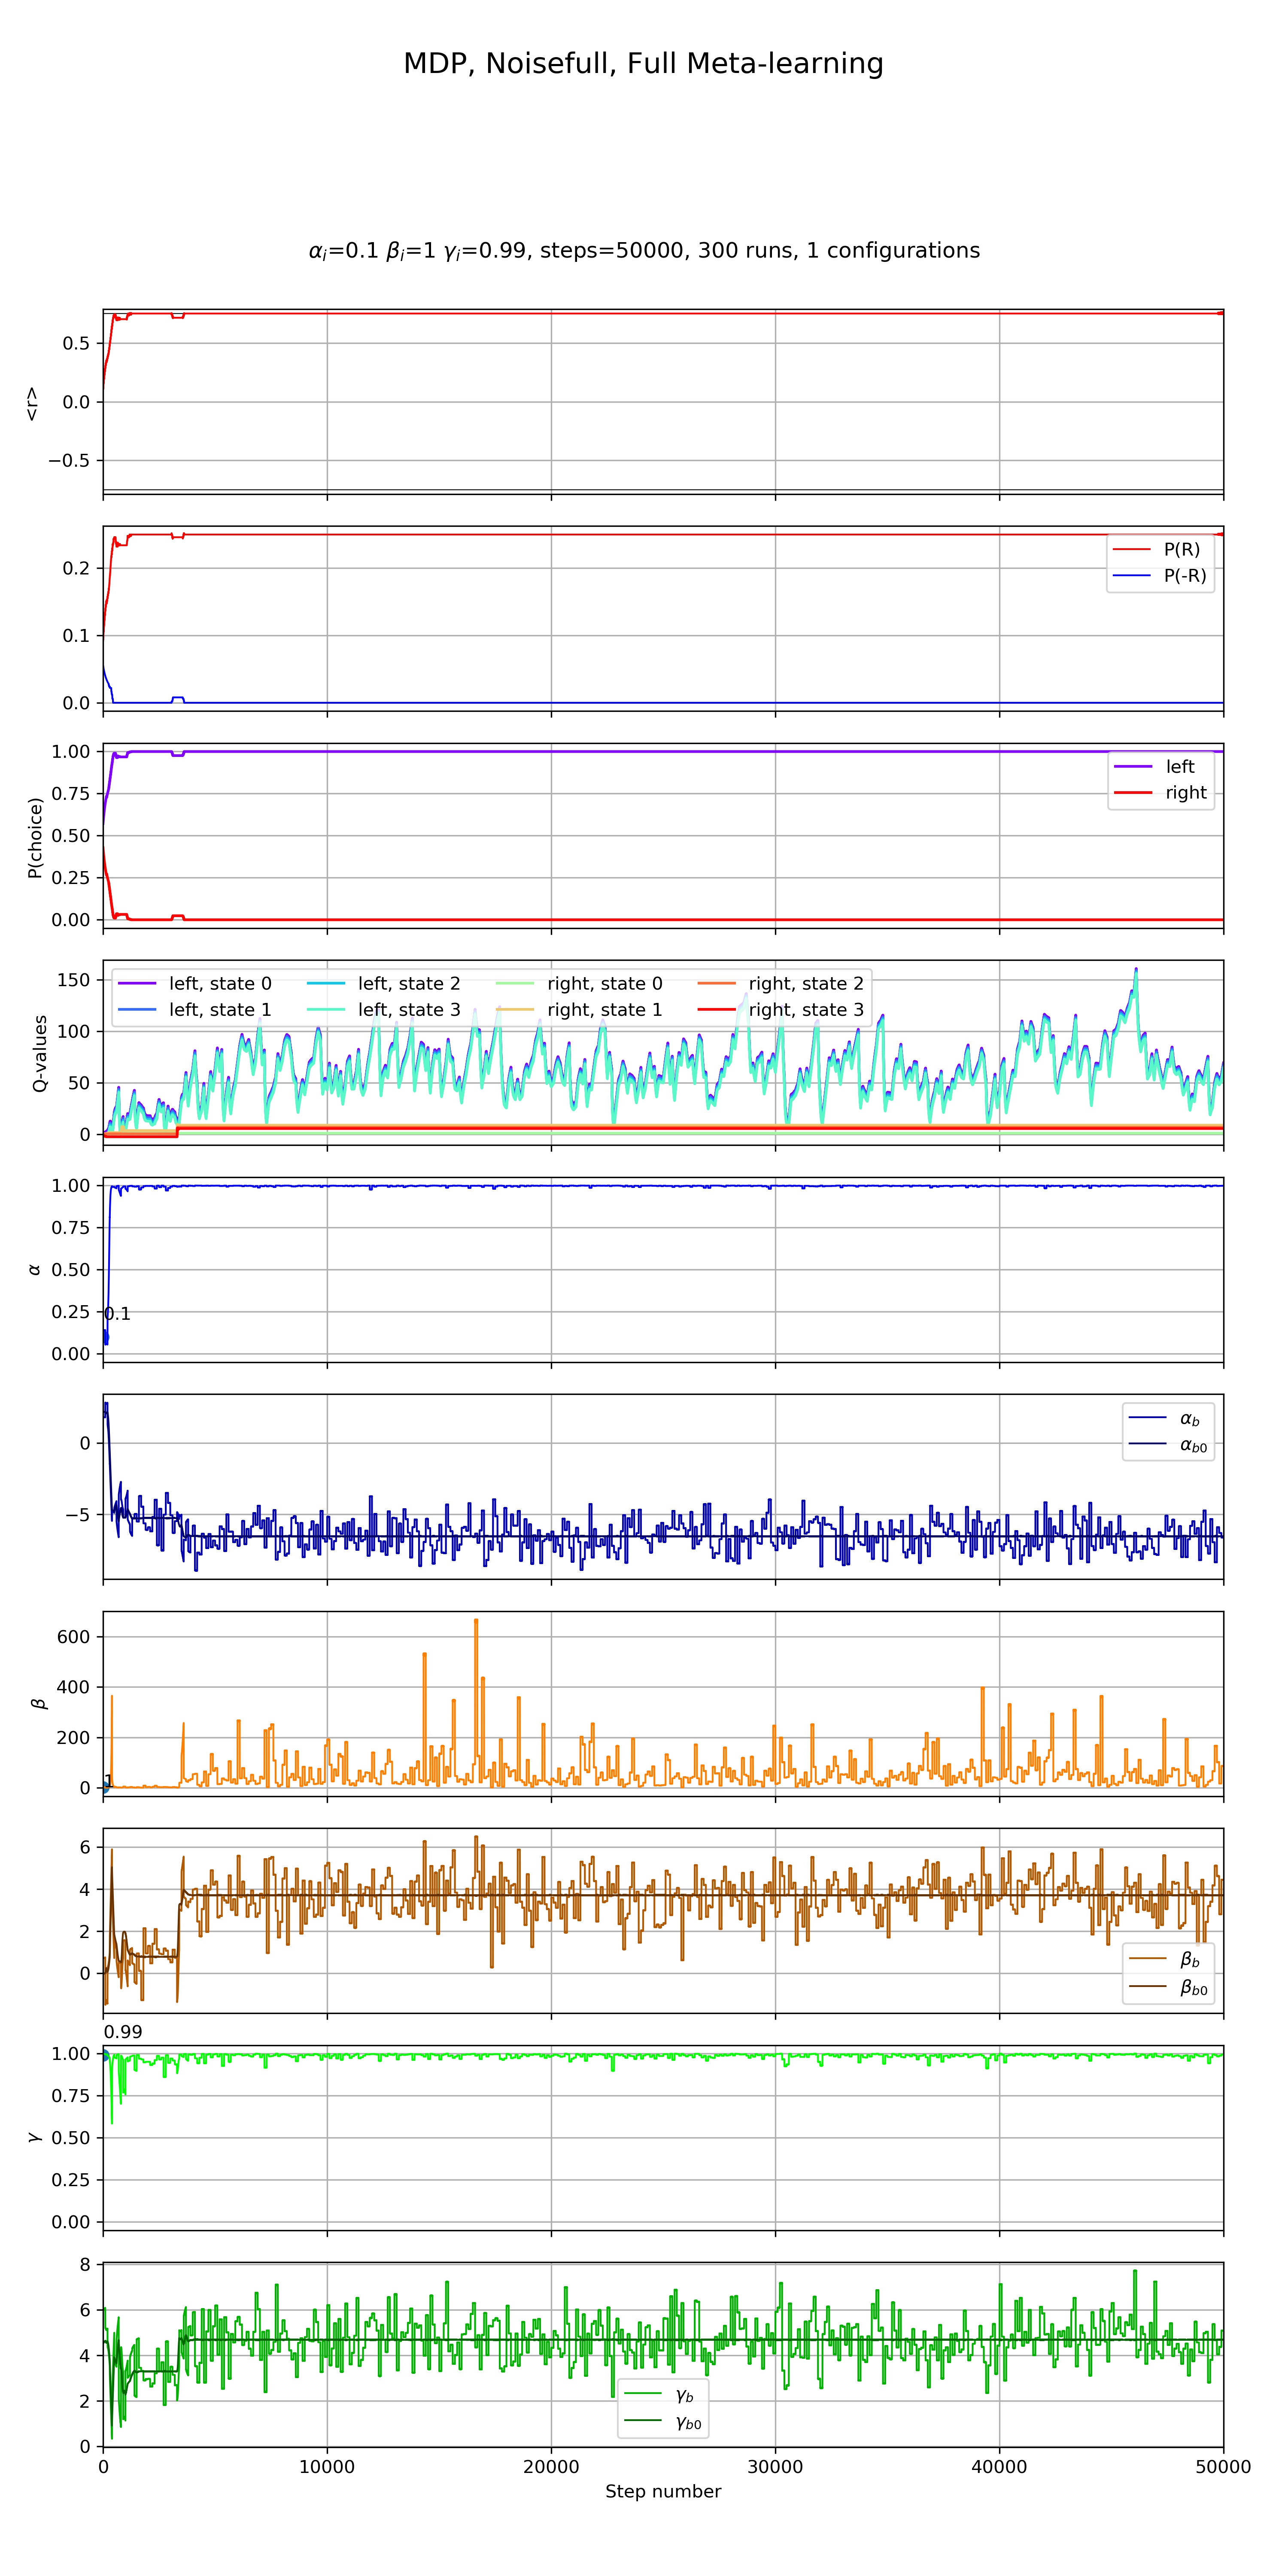 MDP, Noisefull, Full Meta-learning
αᵢ=0.1 βᵢ=1 γᵢ=0.99, steps=50000, 300 runs, 1 configurations
0.5
0.0
−0.5
<r>
0.2
0.1
0.0
P(R)
P(-R)
1.00
0.75
0.50
0.25
0.00
P(choice)
left
right
150
100
50
0
Q-values
left, state 0
left, state 1
left, state 2
left, state 3
right, state 0
right, state 1
right, state 2
right, state 3
1.00
0.75
0.50
0.25
0.00
α
0.1
0
−5
α_b
α_b0
600
400
200
0
β
1
6
4
2
0
β_b
β_b0
0.99
1.00
0.75
0.50
0.25
0.00
γ
8
6
4
2
0
γ_b
γ_b0
0 10000 20000 30000 40000 50000
Step number